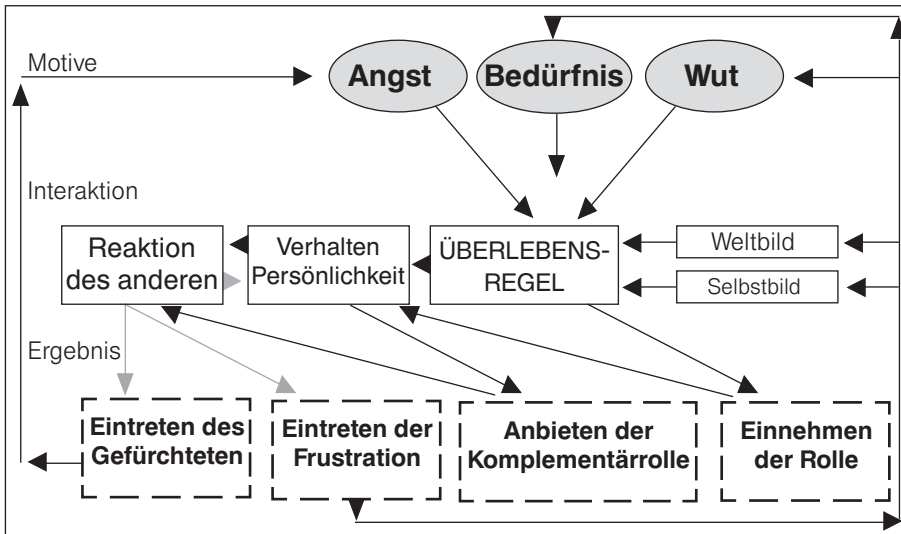 Motive
Angst
Bedürfnis
Wut
Interaktion
Reaktion
des anderen
Verhalten
Persönlichkeit
ÜBERLEBENS-
REGEL
Weltbild
Selbstbild
Ergebnis
Eintreten des
Gefürchteten
Eintreten der
Frustration
Anbieten der
Komplementärrolle
Einnehmen
der Rolle